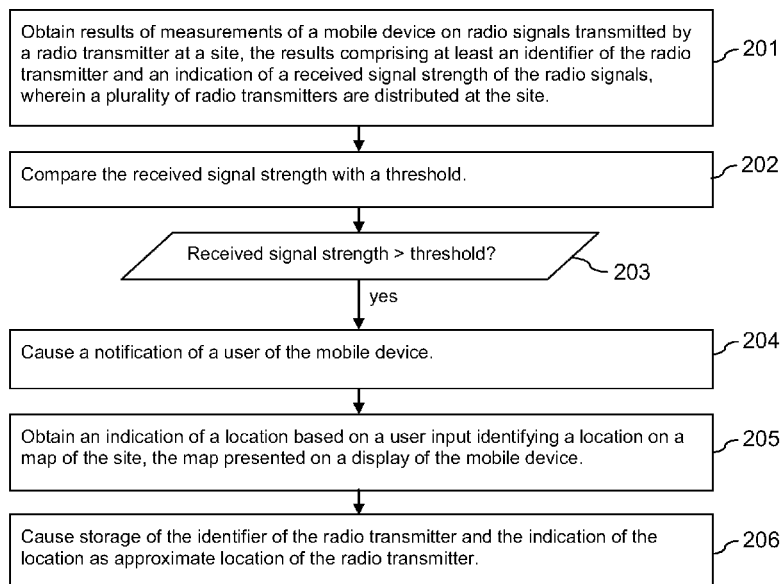 Obtain results of measurements of a mobile device on radio signals transmitted by
a radio transmitter at a site, the results comprising at least an identifier of the radio
transmitter and an indication of a received signal strength of the radio signals,
wherein a plurality of radio transmitters are distributed at the site.
201
Compare the received signal strength with a threshold.
202
Received signal strength > threshold?
203
yes
Cause a notification of a user of the mobile device.
204
Obtain an indication of a location based on a user input identifying a location on a
map of the site, the map presented on a display of the mobile device.
205
Cause storage of the identifier of the radio transmitter and the indication of the
location as approximate location of the radio transmitter.
206